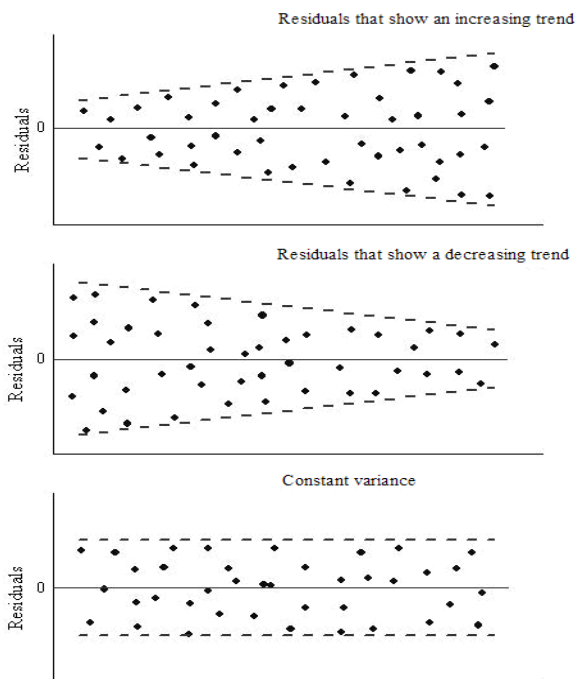 Residuals that show an increasing trend
Residuals
0
Residuals that show a decreasing trend
Residuals
0
Constant variance
Residuals
0